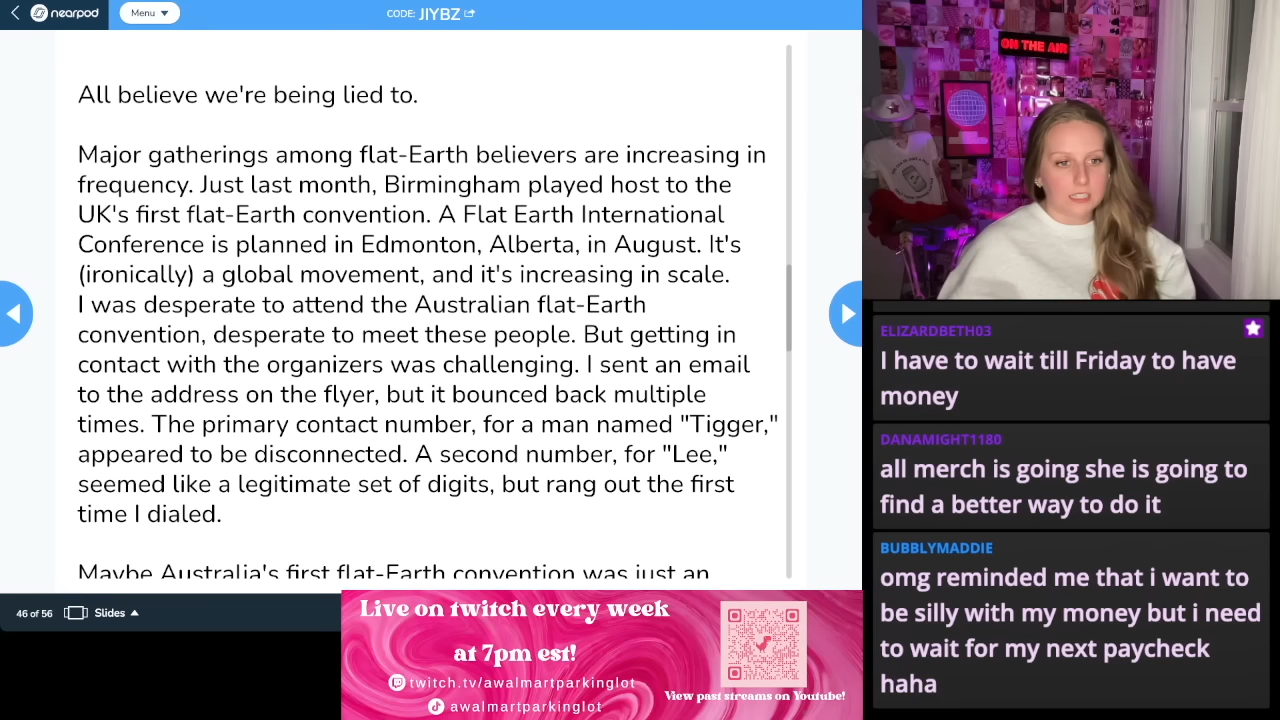 nearpod
Menu
CODE: JIYBZ
All believe we're being lied to.
Major gatherings among flat-Earth believers are increasing in
frequency. Just last month, Birmingham played host to the
UK's first flat-Earth convention. A Flat Earth International
Conference is planned in Edmonton, Alberta, in August. It's
(ironically) a global movement, and it's increasing in scale.
I was desperate to attend the Australian flat-Earth
convention, desperate to meet these people. But getting in
contact with the organizers was challenging. I sent an email
to the address on the flyer, but it bounced back multiple
times. The primary contact number, for a man named "Tigger,"
appeared to be disconnected. A second number, for "Lee,"
seemed like a legitimate set of digits, but rang out the first
time I dialed.
Maybe Australia's first flat-Earth convention was just an
46 of 56
Slides
Live on twitch every week
at 7pm est!
twitch.tv/awalmartparkinglot
awalmartparkinglot
View past streams on Youtube!
ON THE AIR
ELIZARDBETH03
I have to wait till Friday to have
money
DANAMIGHT1180
all merch is going she is going to
find a better way to do it
BUBBLYMADDIE
omg reminded me that i want to
be silly with my money but i need
to wait for my next paycheck
haha